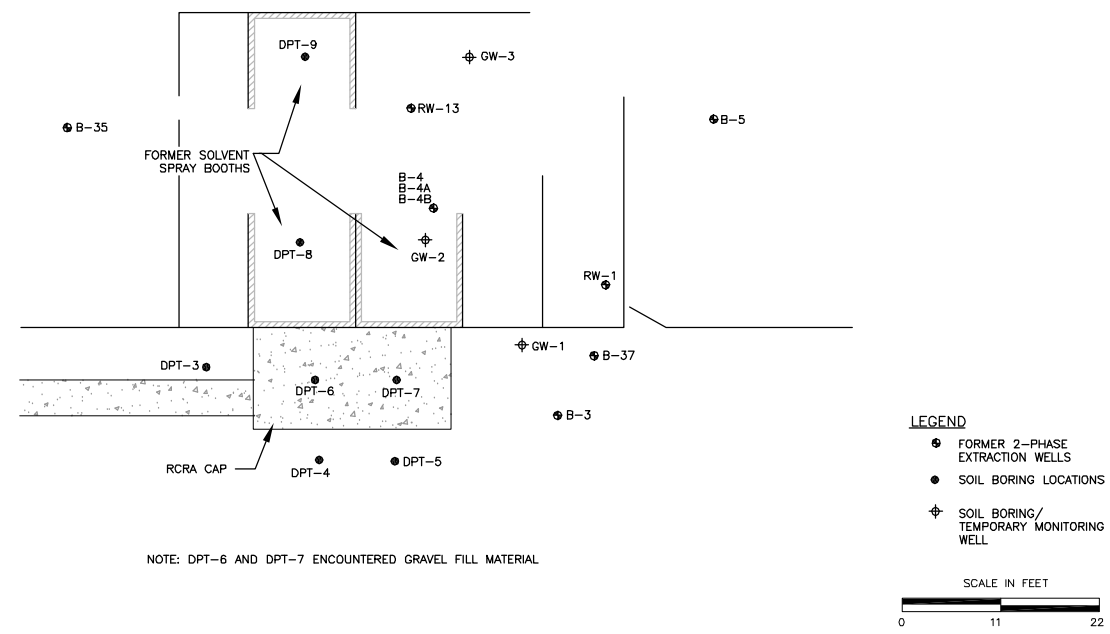 DPT-9
GW-3
RW-13
B-35
B-5
FORMER SOLVENT
SPRAY BOOTHS
B-4
B-4A
B-4B
DPT-8
GW-2
RW-1
GW-1
B-37
DPT-3
DPT-6
DPT-7
B-3
RCRA CAP
DPT-4
DPT-5
NOTE: DPT-6 AND DPT-7 ENCOUNTERED GRAVEL FILL MATERIAL
LEGEND
FORMER 2-PHASE
EXTRACTION WELLS
SOIL BORING LOCATIONS
SOIL BORING/
TEMPORARY MONITORING
WELL
SCALE IN FEET
0 11 22